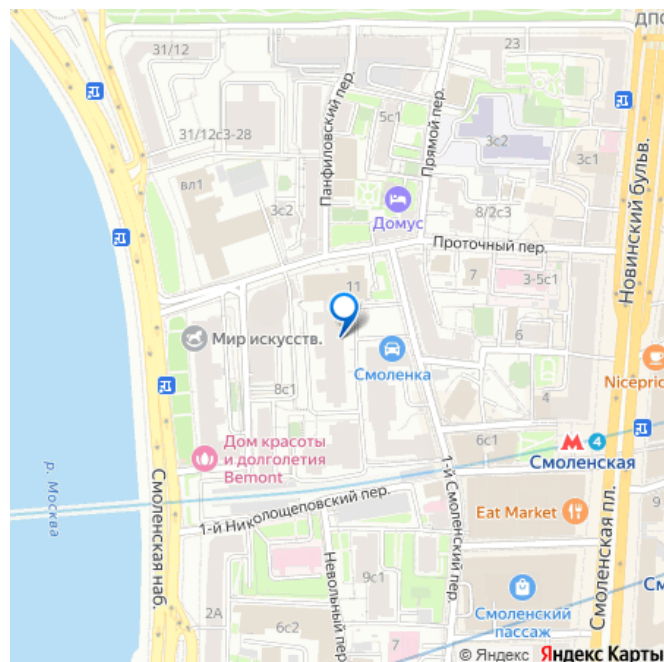 ДПС
31/12
23
Панфиловский пер.
Прямой пер.
5с1
3с2
3с1
31/12с3-28
вл1
3с2
Домус
8/2с3
Новинский бульв.
Проточный пер.
7
3-5с1
11
Мир искусств.
Смоленка
6
8с1
4
Nicepric
Дом красоты
и долголетия
Bemont
6с1
4
Смоленская
р. Москва
Смоленская наб.
1-й Николощеповский пер.
1-й Смоленский пер.
Eat Market
Смоленская пл.
9
Невольный пер.
9с1
См
2А
6с2
7
Смоленский
пассаж
© Яндекс Яндекс Карты